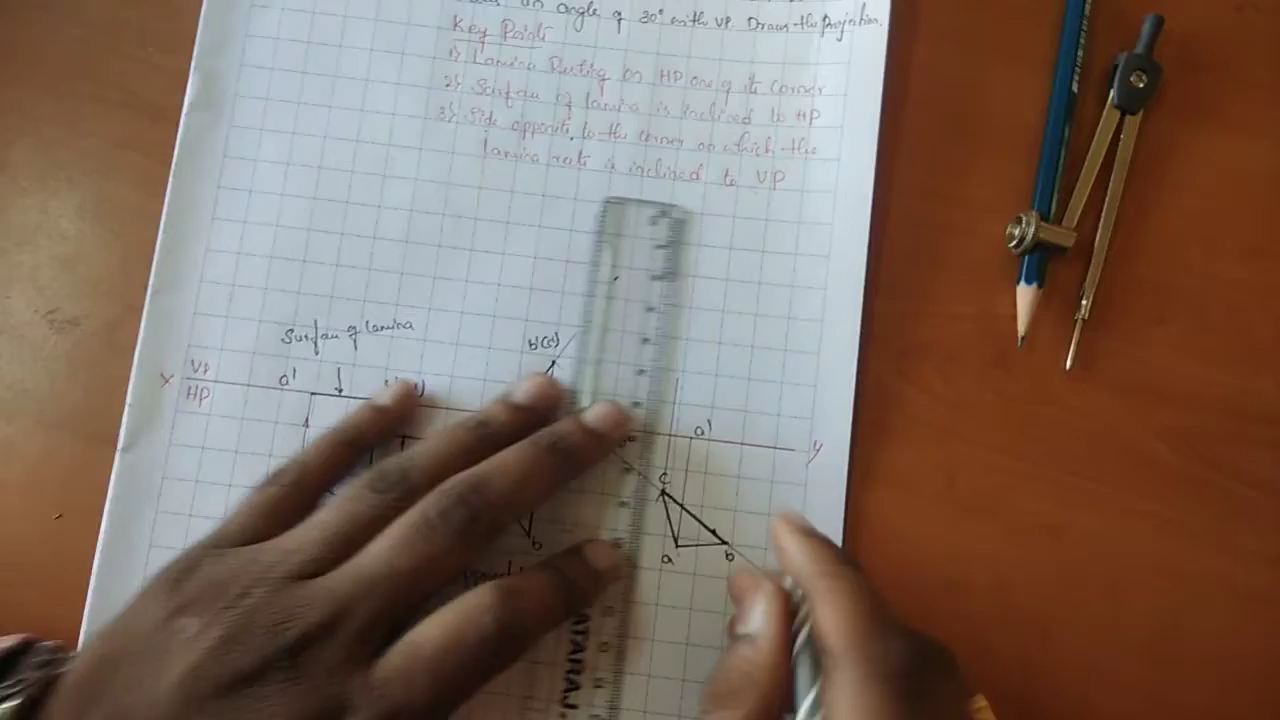 an angle of 30° with VP. Draw the projection.
Key Points
1) Lamina Resting on HP one of its corner
2) Surface of lamina is inclined to HP
3) Side opposite to the corner on which the
lamina rests is inclined to VP
Surface of lamina
b'(c')
X VP a' a' y
HP
c
b
a b
NATARAJ